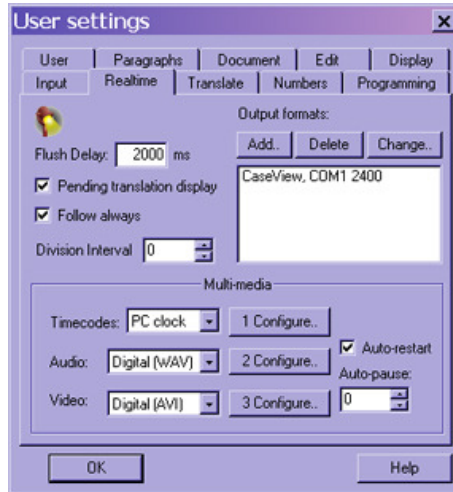 User settings
User Paragraphs Document Edit Display
Input Realtime Translate Numbers Programming
Output formats:
Flush Delay: 2000 ms
Add.. Delete Change..
Pending translation display
CaseView, COM1 2400
Follow always
Division Interval 0
Multi-media
Timecodes: PC clock 1 Configure..
Audio: Digital (WAV) 2 Configure.. Auto-restart
Auto-pause:
Video: Digital (AVI) 3 Configure.. 0
OK Help